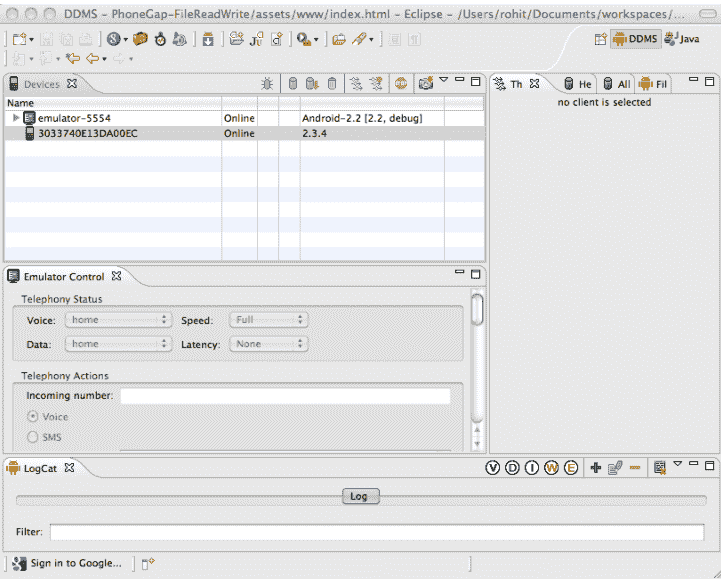 DDMS – PhoneGap-FileReadWrite/assets/www/index.html – Eclipse – /Users/rohit/Documents/workspaces/...
DDMS Java
Devices
Name
emulator-5554 Online Android-2.2 [2.2, debug]
3033740E13DA00EC Online 2.3.4
Th He All Fil
no client is selected
Emulator Control
Telephony Status
Voice: home Speed: Full
Data: home Latency: None
Telephony Actions
Incoming number:
Voice
SMS
LogCat V D I W E
Log
Filter:
Sign in to Google...